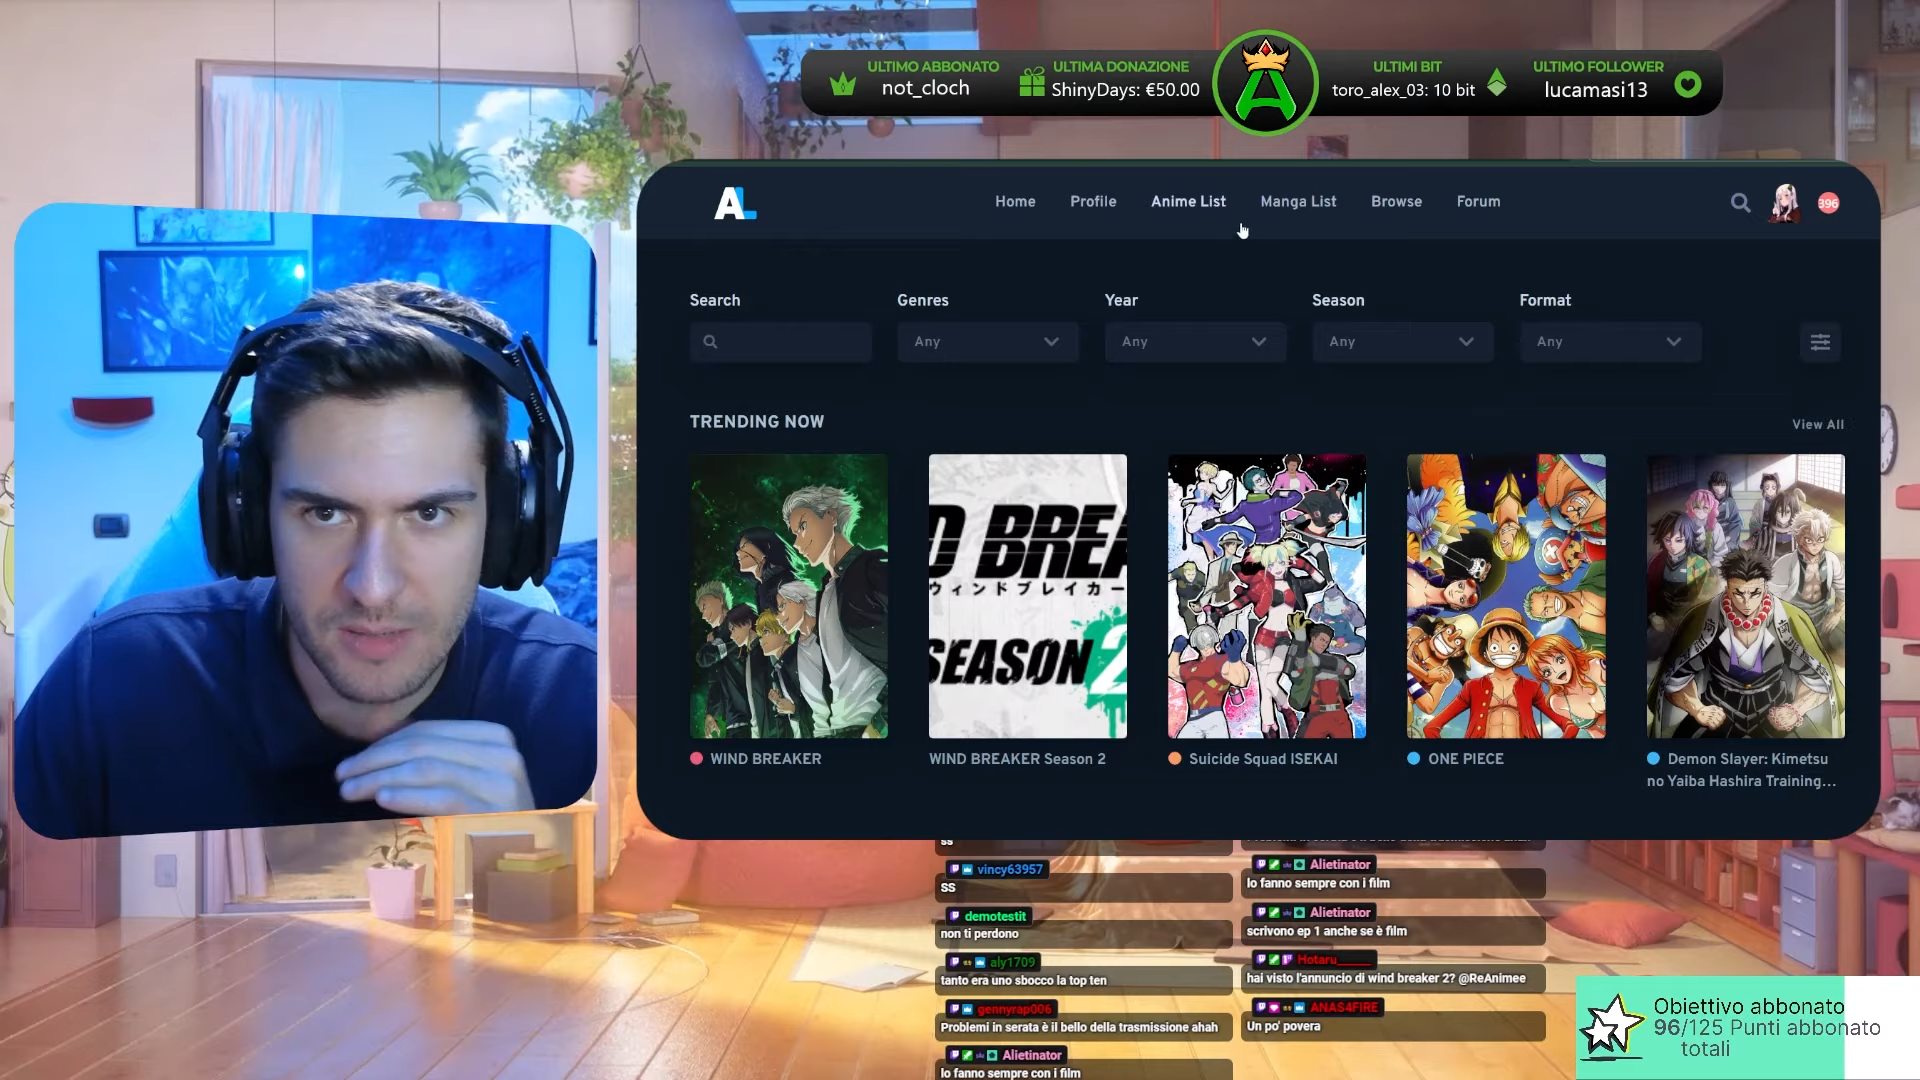 ULTIMO ABBONATO
not_cloch
ULTIMA DONAZIONE
ShinyDays: €50.00
ULTIMI BIT
toro_alex_03: 10 bit
ULTIMO FOLLOWER
lucamasi13
AL
Home Profile Anime List Manga List Browse Forum
396
Search Genres Year Season Format
Any Any Any Any
TRENDING NOW
View All
D BREA
ウィンドブレイカー
SEASON 2
WIND BREAKER
WIND BREAKER Season 2
Suicide Squad ISEKAI
ONE PIECE
Demon Slayer: Kimetsu
no Yaiba Hashira Training...
ss
vincy63957
SS
demotestit
non ti perdono
aly1709
tanto era uno sbocco la top ten
gennyrap006
Problemi in serata è il bello della trasmissione ahah
Alietinator
lo fanno sempre con i film
Alietinator
lo fanno sempre con i film
Alietinator
scrivono ep 1 anche se è film
Hotaru_____
hai visto l'annuncio di wind breaker 2? @ReAnimee
ANAS4FIRE
Un po' povera
Obiettivo abbonato
96/125 Punti abbonato
totali